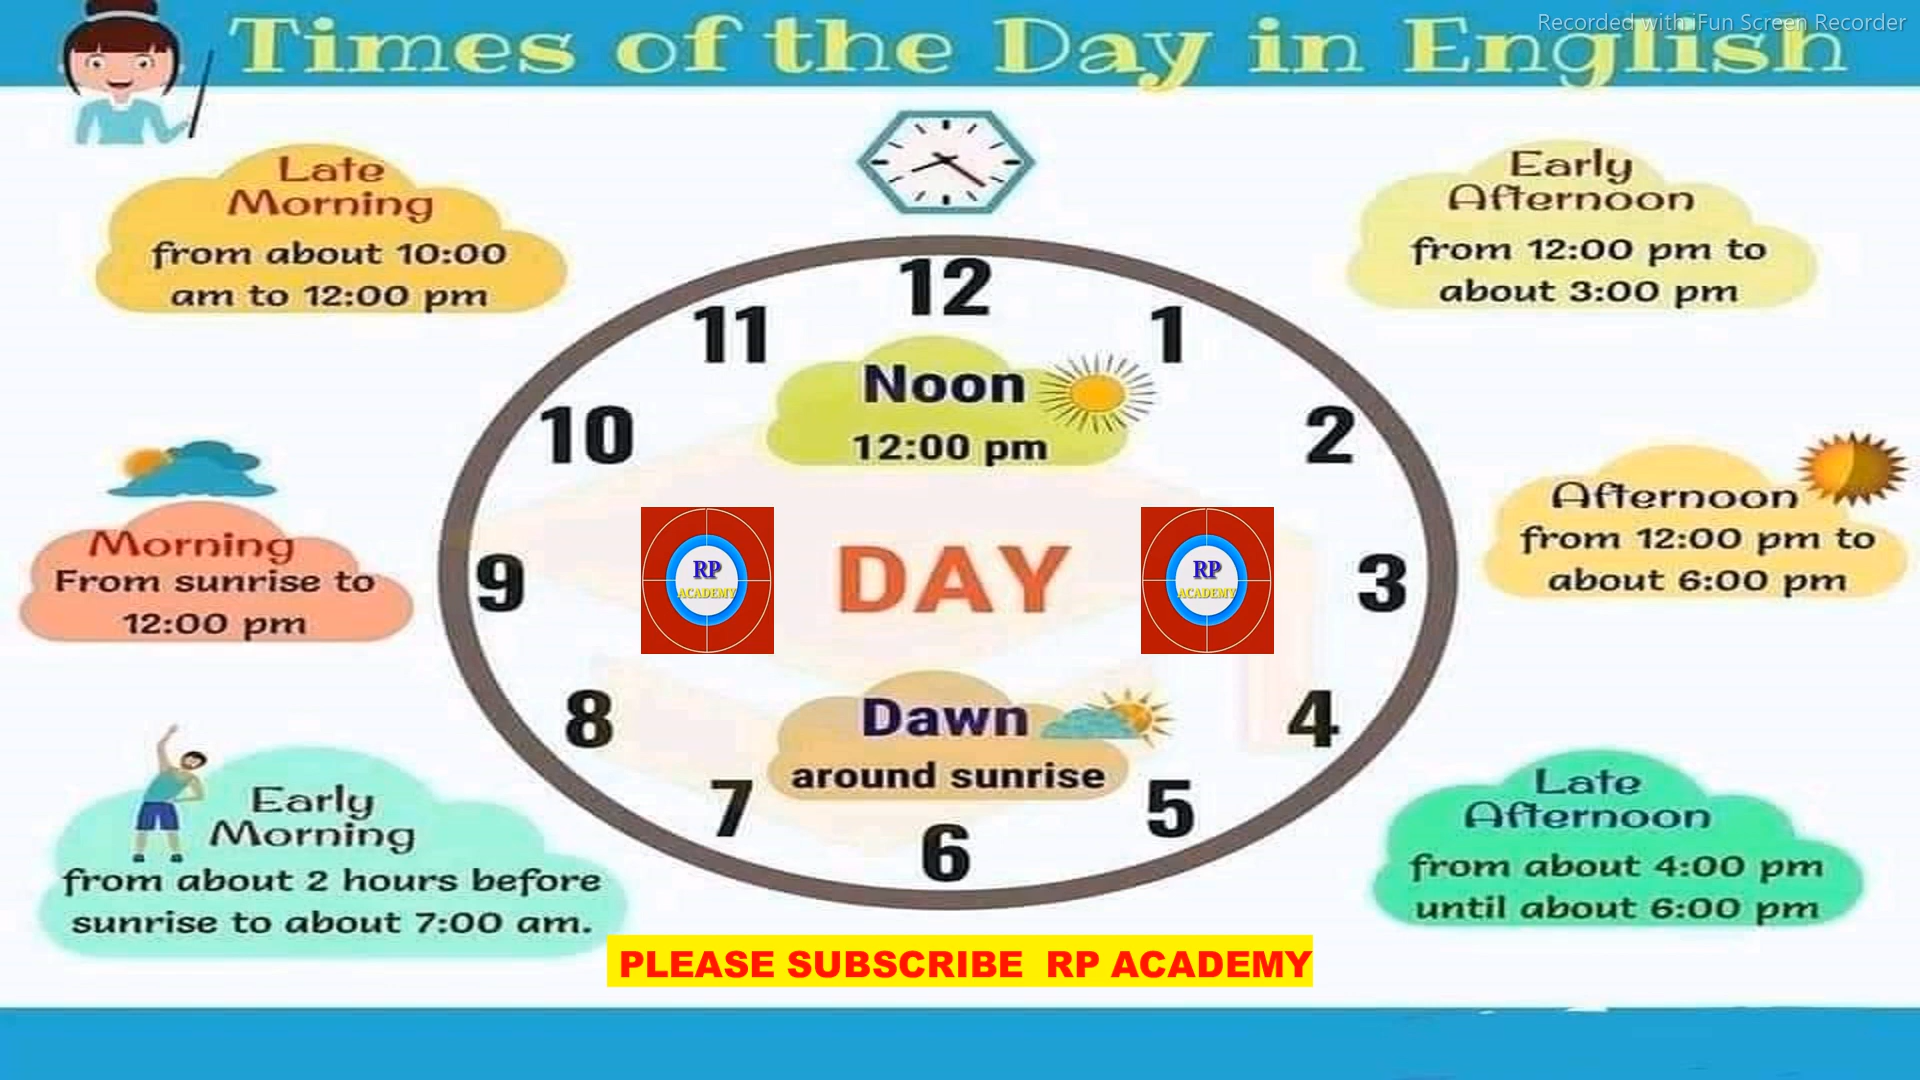 Recorded with iFun Screen Recorder
Times of the Day in English
Late
Morning
from about 10:00
am to 12:00 pm
Early
Afternoon
from 12:00 pm to
about 3:00 pm
12
11
1
Noon
12:00 pm
10
2
Morning
From sunrise to
12:00 pm
Afternoon
from 12:00 pm to
about 6:00 pm
9
RP
ACADEMY
DAY
RP
ACADEMY
3
8
4
Dawn
around sunrise
7
5
6
Early
Morning
from about 2 hours before
sunrise to about 7:00 am.
Late
Afternoon
from about 4:00 pm
until about 6:00 pm
PLEASE SUBSCRIBE RP ACADEMY